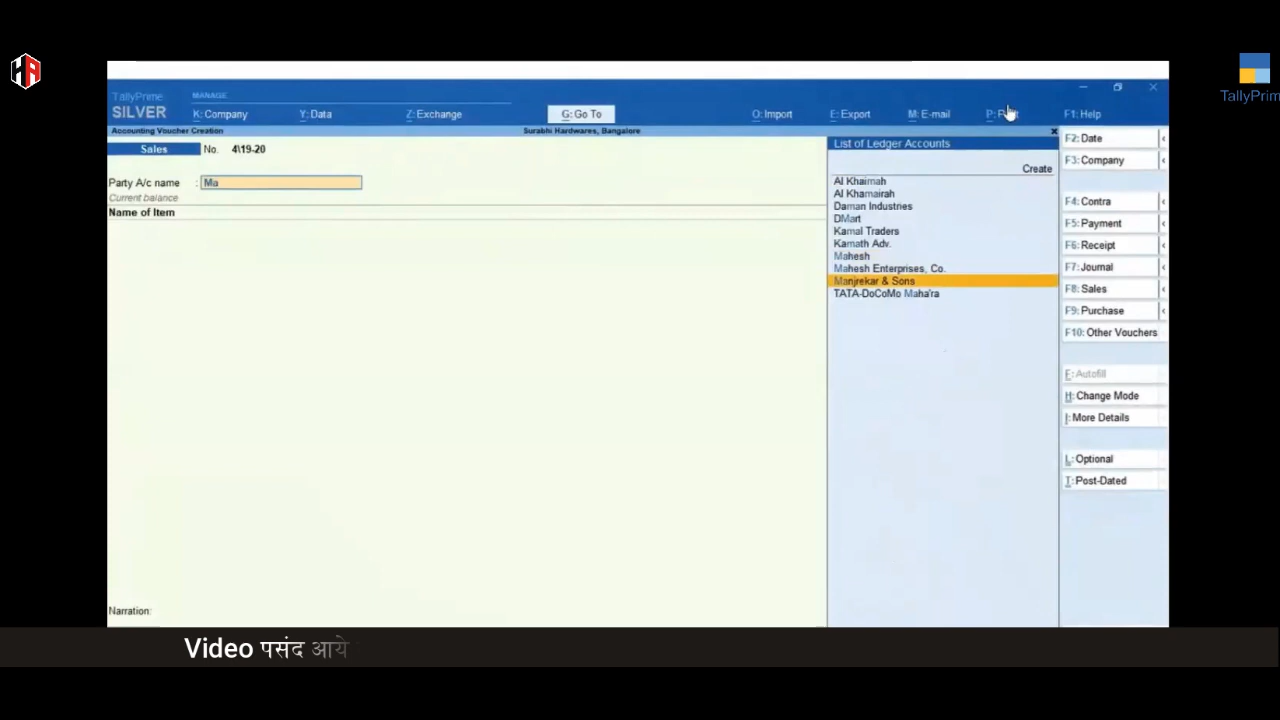 HA
TallyPrime
MANAGE
SILVER
K: Company
Y: Data
Z: Exchange
G: Go To
O: Import
E: Export
M: E-mail
F1: Help
Accounting Voucher Creation
Surabhi Hardwares, Bangalore
Sales
No. 4\19-20
Party A/c name : Ma
Current balance
Name of Item
List of Ledger Accounts
Create
Al Khaimah
Al Khamairah
Daman Industries
DMart
Kamal Traders
Kamath Adv.
Mahesh
Mahesh Enterprises, Co.
Manjrekar & Sons
TATA-DoCoMo Maha'ra
F2: Date
F3: Company
F4: Contra
F5: Payment
F6: Receipt
F7: Journal
F8: Sales
F9: Purchase
F10: Other Vouchers
F: Autofill
H: Change Mode
I: More Details
L: Optional
T: Post-Dated
Narration:
TallyPrim
Video पसंद आये